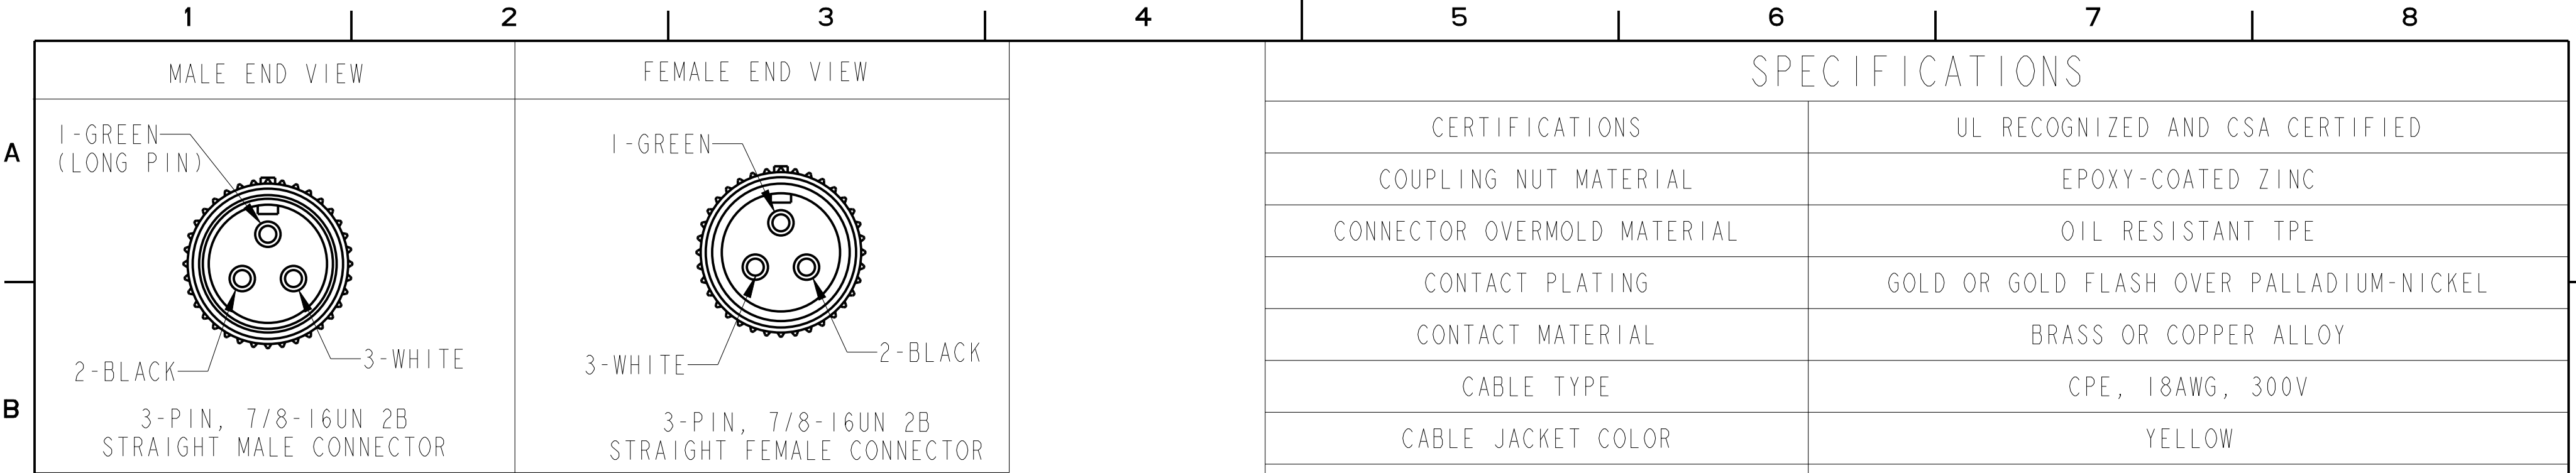 1 2 3 4 5 6 7 8
MALE END VIEW
FEMALE END VIEW
A
1-GREEN
(LONG PIN)
2-BLACK
3-WHITE
3-PIN, 7/8-16UN 2B
STRAIGHT MALE CONNECTOR
1-GREEN
3-WHITE
2-BLACK
3-PIN, 7/8-16UN 2B
STRAIGHT FEMALE CONNECTOR
B
SPECIFICATIONS
CERTIFICATIONS UL RECOGNIZED AND CSA CERTIFIED
COUPLING NUT MATERIAL EPOXY-COATED ZINC
CONNECTOR OVERMOLD MATERIAL OIL RESISTANT TPE
CONTACT PLATING GOLD OR GOLD FLASH OVER PALLADIUM-NICKEL
CONTACT MATERIAL BRASS OR COPPER ALLOY
CABLE TYPE CPE, 18AWG, 300V
CABLE JACKET COLOR YELLOW